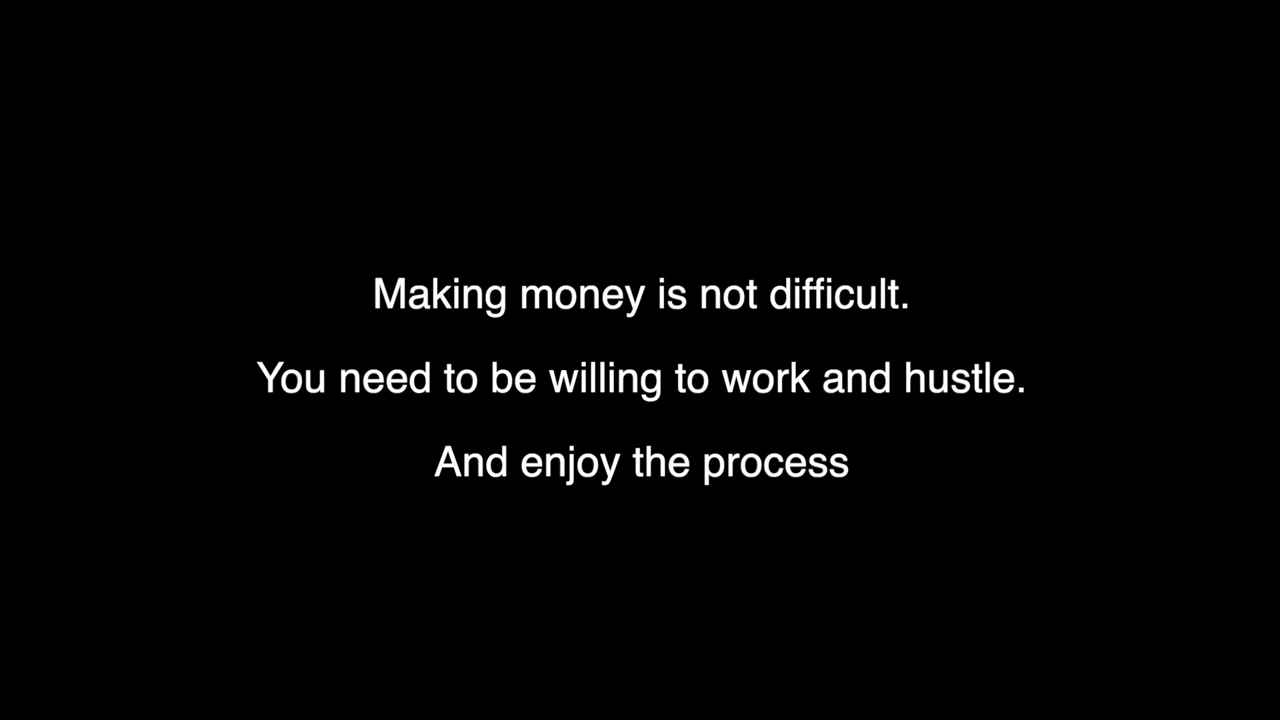 Making money is not difficult.
You need to be willing to work and hustle.
And enjoy the process